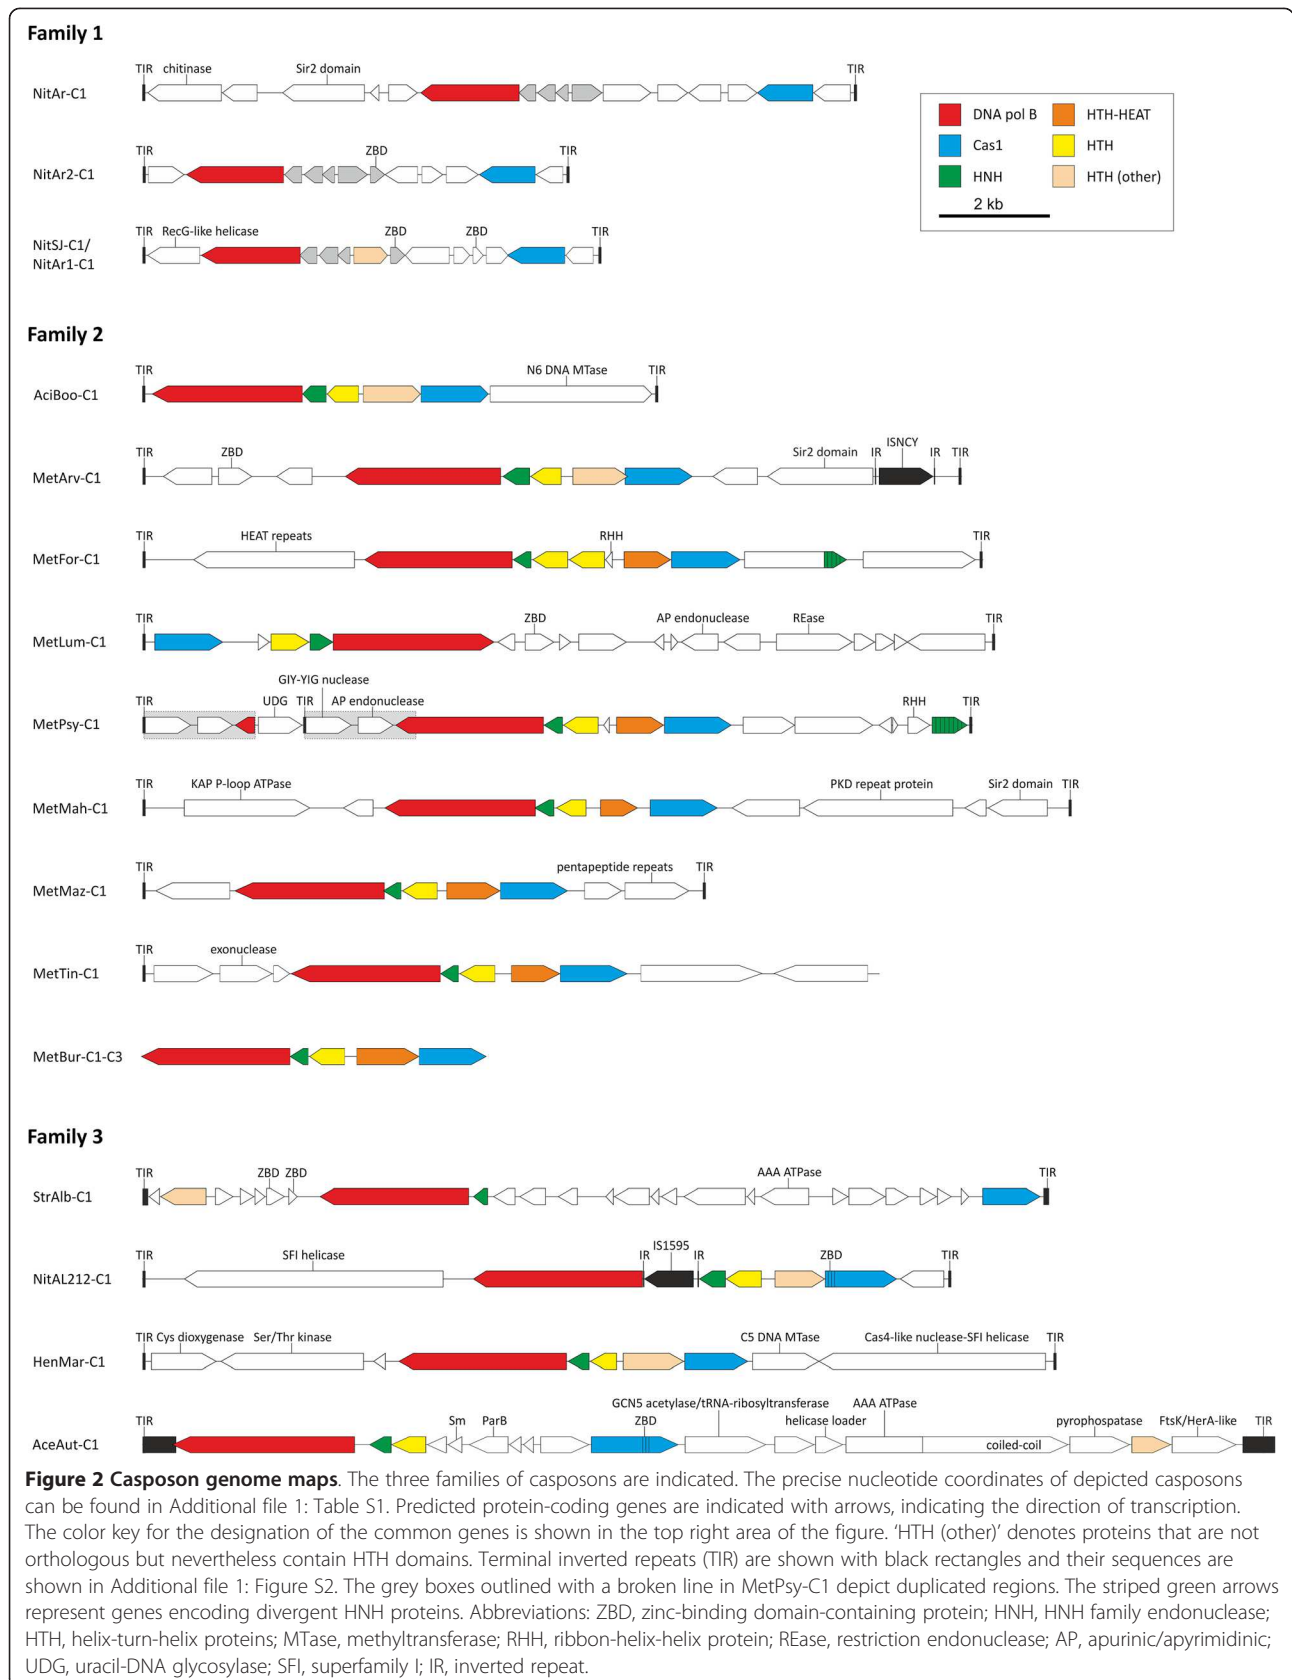 Family 1
TIR chitinase Sir2 domain TIR
NitAr-C1
DNA pol B HTH-HEAT
Cas1 HTH
HNH HTH (other)
2 kb
TIR ZBD TIR
NitAr2-C1
TIR RecG-like helicase ZBD ZBD TIR
NitSJ-C1/
NitAr1-C1
Family 2
TIR N6 DNA MTase TIR
AciBoo-C1
TIR ZBD Sir2 domain IR ISNCY IR TIR
MetArv-C1
TIR HEAT repeats RHH TIR
MetFor-C1
TIR ZBD AP endonuclease REase TIR
MetLum-C1
GIY-YIG nuclease
TIR UDG TIR AP endonuclease RHH TIR
MetPsy-C1
TIR KAP P-loop ATPase PKD repeat protein Sir2 domain TIR
MetMah-C1
TIR pentapeptide repeats TIR
MetMaz-C1
TIR exonuclease
MetTin-C1
MetBur-C1-C3
Family 3
TIR ZBD ZBD AAA ATPase TIR
StrAlb-C1
TIR SFI helicase IR IS1595 IR ZBD TIR
NitAL212-C1
TIR Cys dioxygenase Ser/Thr kinase C5 DNA MTase Cas4-like nuclease-SFI helicase TIR
HenMar-C1
GCN5 acetylase/tRNA-ribosyltransferase AAA ATPase
TIR Sm ParB ZBD helicase loader pyrophospatase FtsK/HerA-like TIR
AceAut-C1 coiled-coil
Figure 2 Casposon genome maps. The three families of casposons are indicated. The precise nucleotide coordinates of depicted casposons
can be found in Additional file 1: Table S1. Predicted protein-coding genes are indicated with arrows, indicating the direction of transcription.
The color key for the designation of the common genes is shown in the top right area of the figure. 'HTH (other)' denotes proteins that are not
orthologous but nevertheless contain HTH domains. Terminal inverted repeats (TIR) are shown with black rectangles and their sequences are
shown in Additional file 1: Figure S2. The grey boxes outlined with a broken line in MetPsy-C1 depict duplicated regions. The striped green arrows
represent genes encoding divergent HNH proteins. Abbreviations: ZBD, zinc-binding domain-containing protein; HNH, HNH family endonuclease;
HTH, helix-turn-helix proteins; MTase, methyltransferase; RHH, ribbon-helix-helix protein; REase, restriction endonuclease; AP, apurinic/apyrimidinic;
UDG, uracil-DNA glycosylase; SFI, superfamily I; IR, inverted repeat.